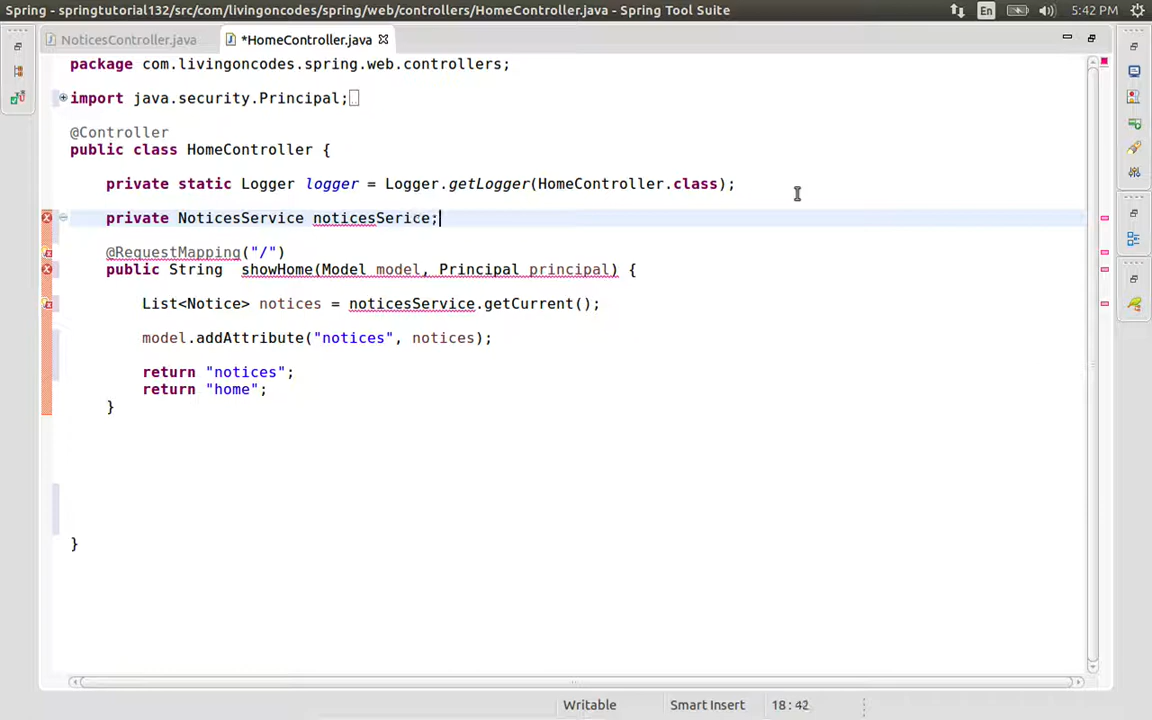 Spring - springtutorial132/src/com/livingoncodes/spring/web/controllers/HomeController.java - Spring Tool Suite
En
5:42 PM
NoticesController.java
*HomeController.java
package com.livingoncodes.spring.web.controllers;
import java.security.Principal;
@Controller
public class HomeController {
private static Logger logger = Logger.getLogger(HomeController.class);
private NoticesService noticesSerice;
@RequestMapping("/")
public String  showHome(Model model, Principal principal) {
List<Notice> notices = noticesService.getCurrent();
model.addAttribute("notices", notices);
return "notices";
return "home";
}
}
Writable
Smart Insert
18 : 42